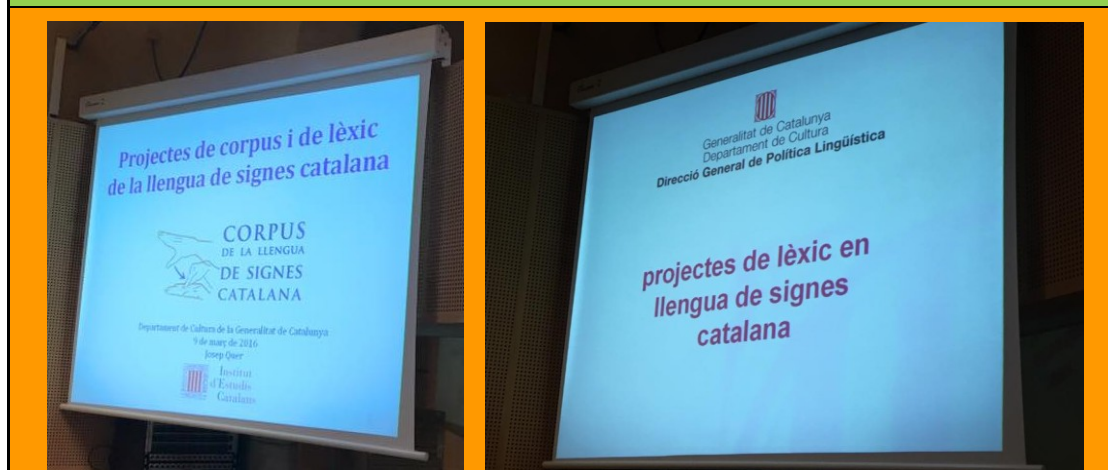 Projectes de corpus i de lèxic
de la llengua de signes catalana
CORPUS
DE LA LLENGUA
DE SIGNES
CATALANA
Departament de Cultura de la Generalitat de Catalunya
9 de març de 2016
Josep Quer
Institut
d'Estudis
Catalans
Generalitat de Catalunya
Departament de Cultura
Direcció General de Política Lingüística
projectes de lèxic en
llengua de signes
catalana